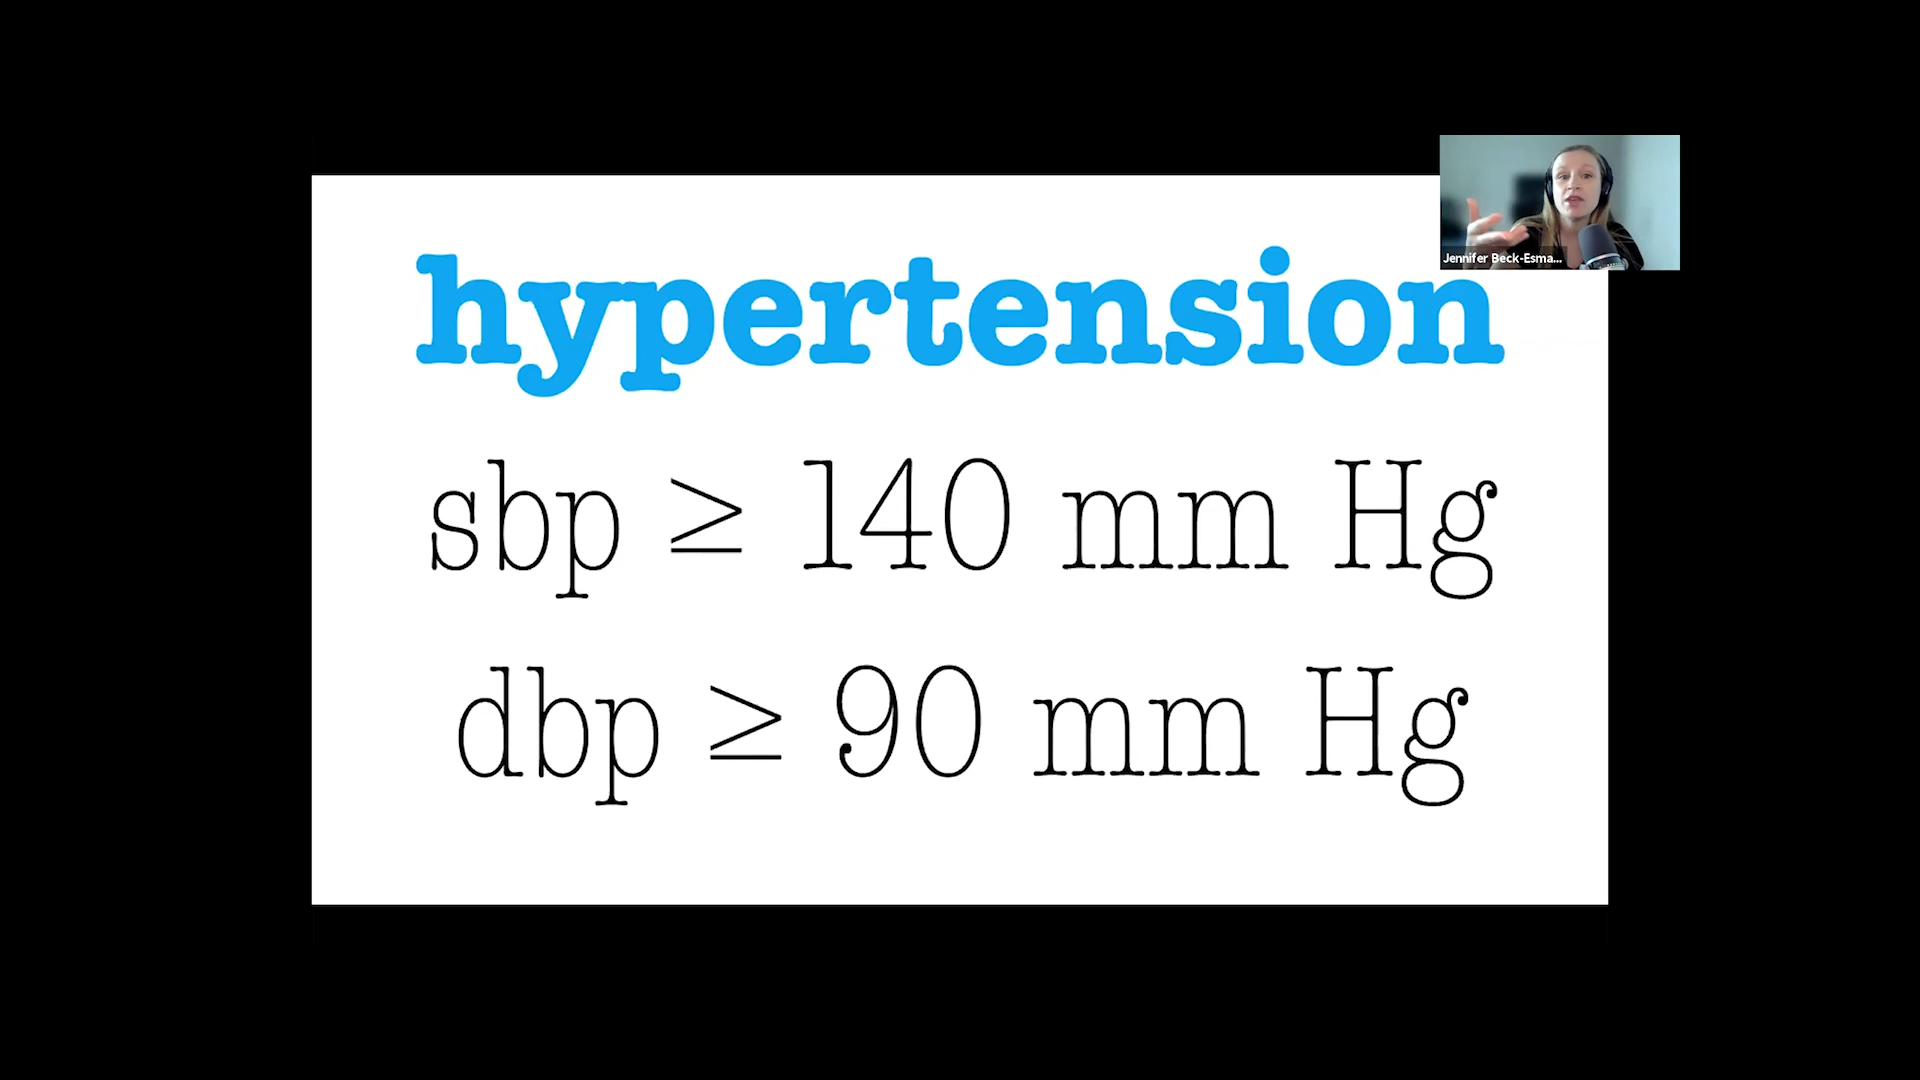 Jennifer Beck-Esma...
hypertension
sbp ≥ 140 mm Hg
dbp ≥ 90 mm Hg